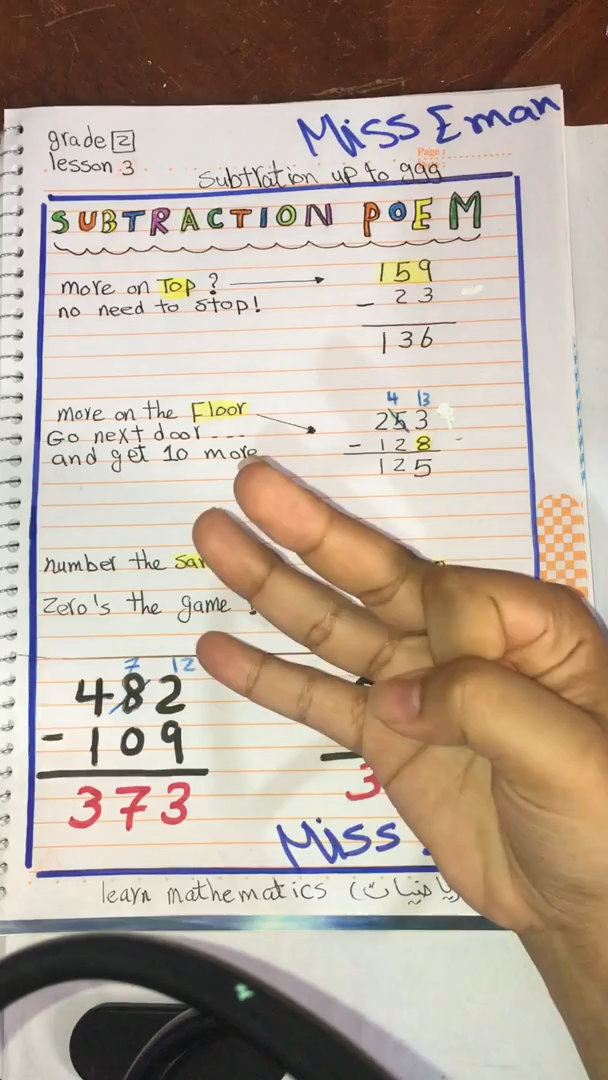 Miss Eman
grade 2
lesson 3
Page:
Subtration up to 999
SUBTRACTION POEM
more on Top ?
no need to stop!
159
- 23
136
more on the Floor
Go next door ....
and get 10 more
4 13
253
- 128
125
number the
Zero's the game
7 12
482
- 109
373
3
Miss
learn mathematics